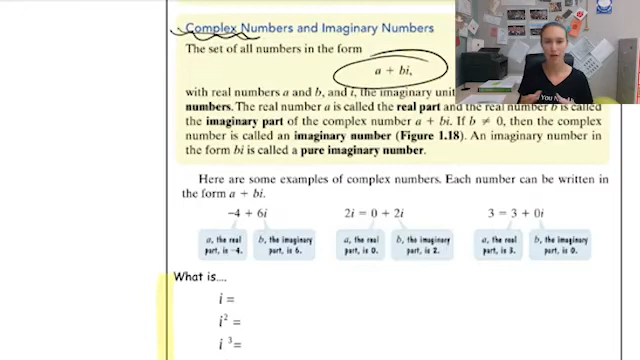 Complex Numbers and Imaginary Numbers
The set of all numbers in the form
a + bi,
with real numbers a and b, and i, the imaginary unit
numbers. The real number a is called the real part and the real number b is called
the imaginary part of the complex number a + bi. If b ≠ 0, then the complex
number is called an imaginary number (Figure 1.18). An imaginary number in
the form bi is called a pure imaginary number.
Here are some examples of complex numbers. Each number can be written in
the form a + bi.
−4 + 6i
2i = 0 + 2i
3 = 3 + 0i
a, the real
part, is −4.
b, the imaginary
part, is 6.
a, the real
part, is 0.
b, the imaginary
part, is 2.
a, the real
part, is 3.
b, the imaginary
part, is 0.
What is....
i =
i² =
i ³=